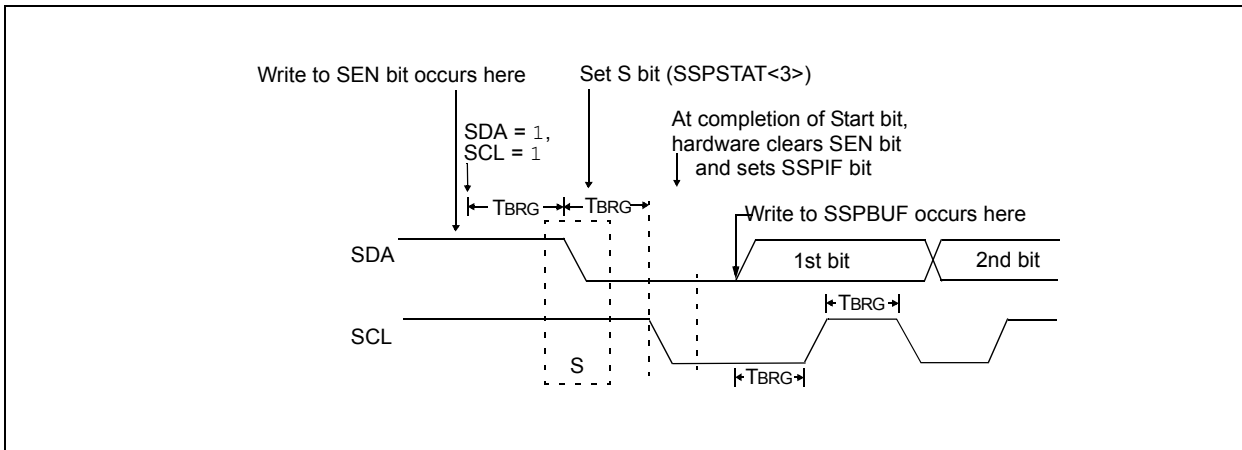 Write to SEN bit occurs here
Set S bit (SSPSTAT<3>)
SDA = 1,
SCL = 1
At completion of Start bit,
hardware clears SEN bit
and sets SSPIF bit
TBRG
TBRG
Write to SSPBUF occurs here
SDA
1st bit
2nd bit
TBRG
SCL
S
TBRG